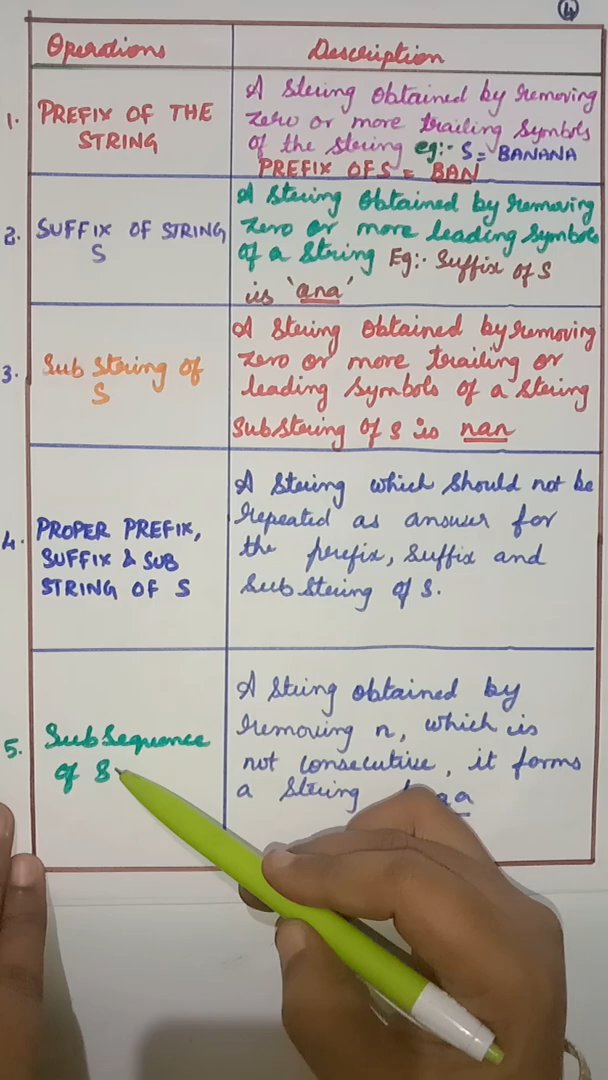 4
Operations
Description
1. PREFIX OF THE
STRING
A String obtained by removing
zero or more trailing symbols
of the string eg:- S = BANANA
PREFIX OF S = BAN
2. SUFFIX OF STRING
S
A String obtained by removing
zero or more leading symbols
of a String Eg:- Suffix of S
is 'ana'
3. Sub String of
S
A String obtained by removing
zero or more trailing or
leading symbols of a string
SubString of S is nan
4. PROPER PREFIX,
SUFFIX & SUB
STRING OF S
A String which should not be
repeated as answer for
the prefix, suffix and
Sub String of S.
5. SubSequence
of S
A String obtained by
removing n, which is
not consecutive, it forms
a String